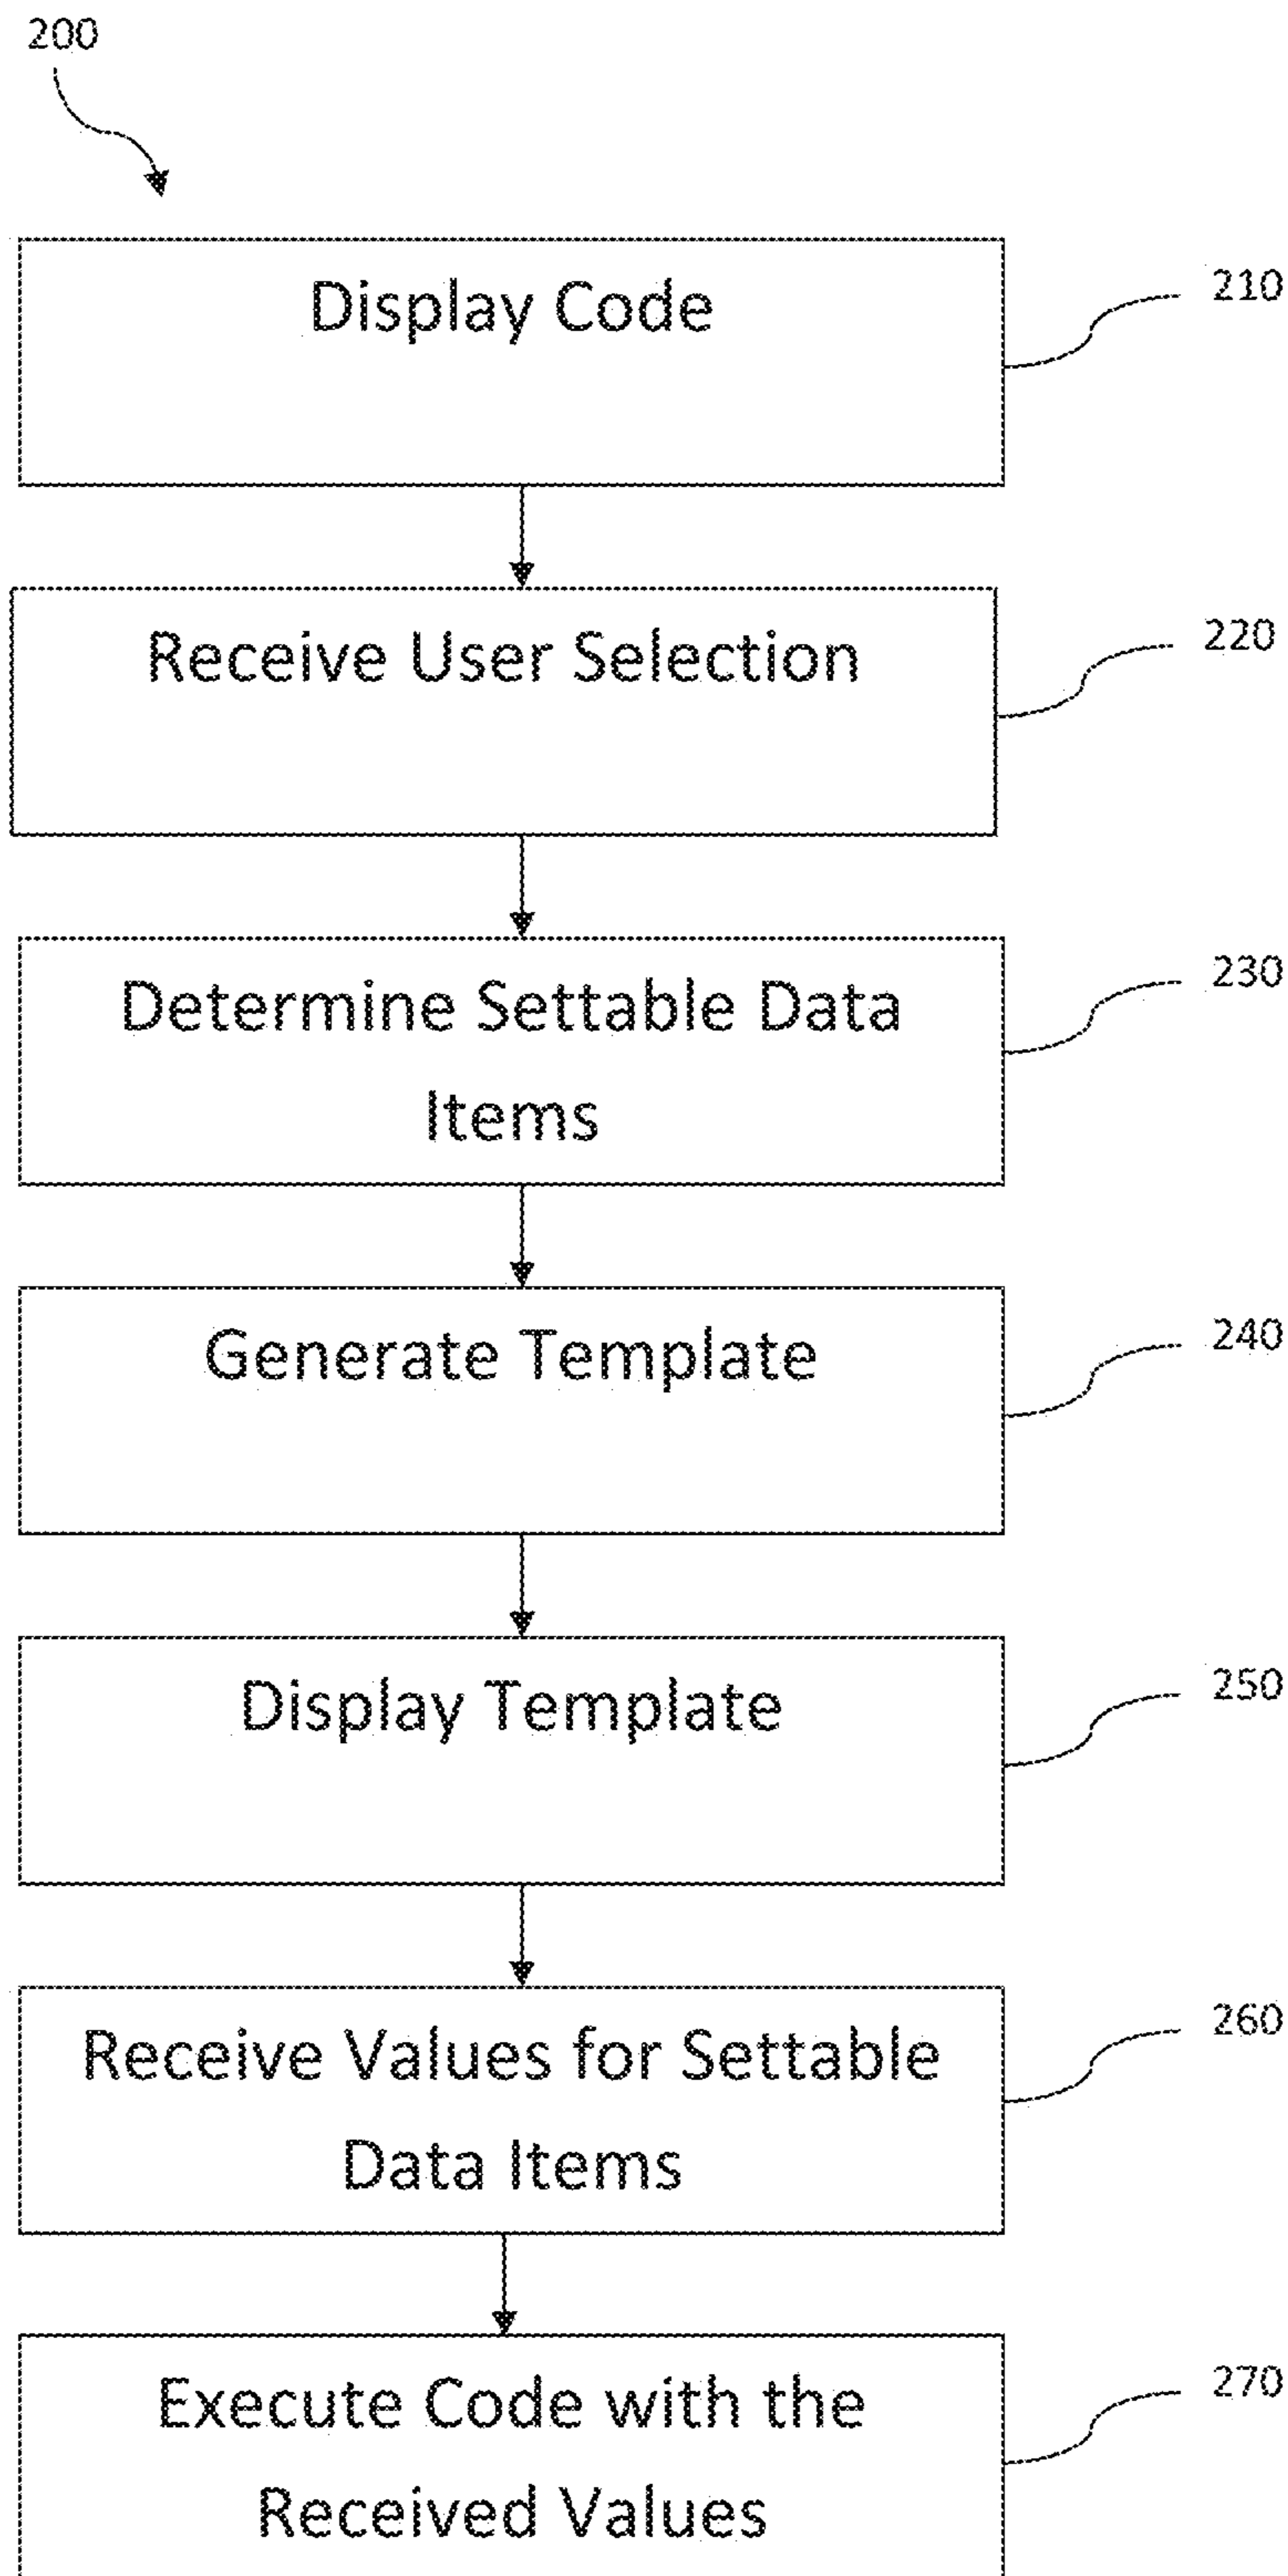 200
Display Code
210
Receive User Selection
220
Determine Settable Data
Items
230
Generate Template
240
Display Template
250
Receive Values for Settable
Data Items
260
Execute Code with the
Received Values
270